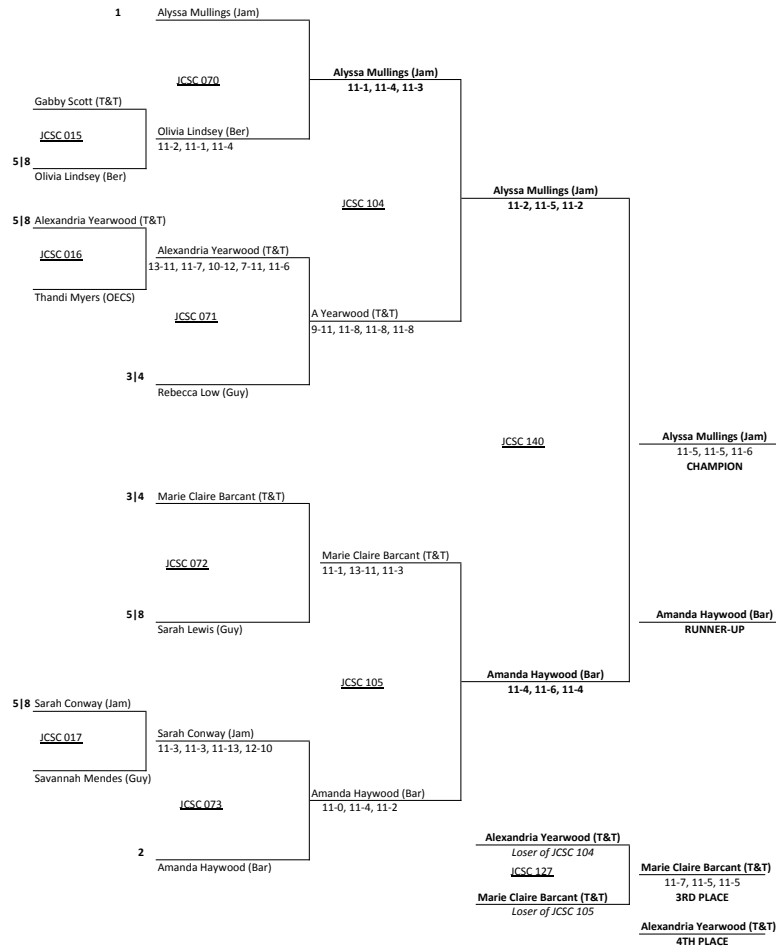 1 Alyssa Mullings (Jam)
JCSC 070
Alyssa Mullings (Jam)
11-1, 11-4, 11-3
Gabby Scott (T&T)
JCSC 015
Olivia Lindsey (Ber)
11-2, 11-1, 11-4
5|8
Olivia Lindsey (Ber)
JCSC 104
Alyssa Mullings (Jam)
11-2, 11-5, 11-2
5|8 Alexandria Yearwood (T&T)
JCSC 016
Alexandria Yearwood (T&T)
13-11, 11-7, 10-12, 7-11, 11-6
Thandi Myers (OECS)
JCSC 071
A Yearwood (T&T)
9-11, 11-8, 11-8, 11-8
3|4
Rebecca Low (Guy)
JCSC 140
Alyssa Mullings (Jam)
11-5, 11-5, 11-6
CHAMPION
3|4 Marie Claire Barcant (T&T)
JCSC 072
Marie Claire Barcant (T&T)
11-1, 13-11, 11-3
5|8
Sarah Lewis (Guy)
Amanda Haywood (Bar)
RUNNER-UP
JCSC 105
Amanda Haywood (Bar)
11-4, 11-6, 11-4
5|8 Sarah Conway (Jam)
JCSC 017
Sarah Conway (Jam)
11-3, 11-3, 11-13, 12-10
Savannah Mendes (Guy)
JCSC 073
Amanda Haywood (Bar)
11-0, 11-4, 11-2
2
Amanda Haywood (Bar)
Alexandria Yearwood (T&T)
Loser of JCSC 104
JCSC 127
Marie Claire Barcant (T&T)
11-7, 11-5, 11-5
3RD PLACE
Marie Claire Barcant (T&T)
Loser of JCSC 105
Alexandria Yearwood (T&T)
4TH PLACE